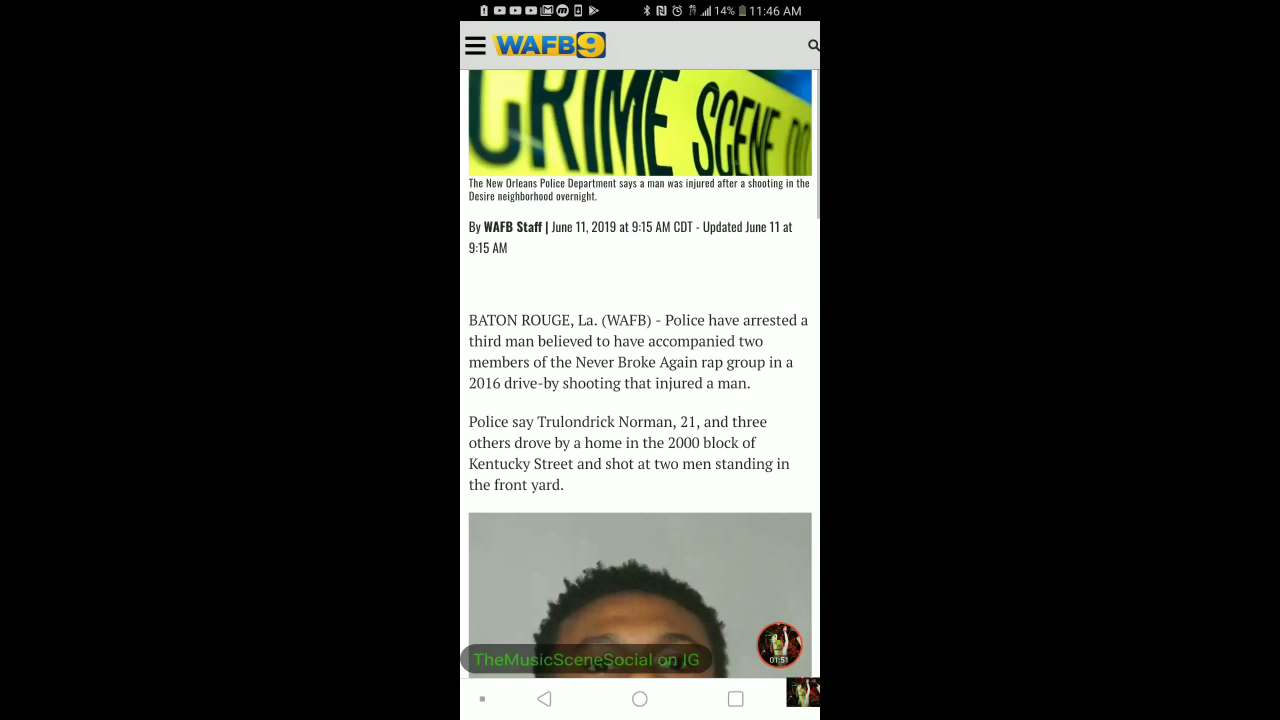 14% 11:46 AM
WAFB9
CRIME SCENE DO
The New Orleans Police Department says a man was injured after a shooting in the
Desire neighborhood overnight.
By WAFB Staff | June 11, 2019 at 9:15 AM CDT - Updated June 11 at
9:15 AM
BATON ROUGE, La. (WAFB) - Police have arrested a
third man believed to have accompanied two
members of the Never Broke Again rap group in a
2016 drive-by shooting that injured a man.
Police say Trulondrick Norman, 21, and three
others drove by a home in the 2000 block of
Kentucky Street and shot at two men standing in
the front yard.
TheMusicSceneSocial on IG
01:51